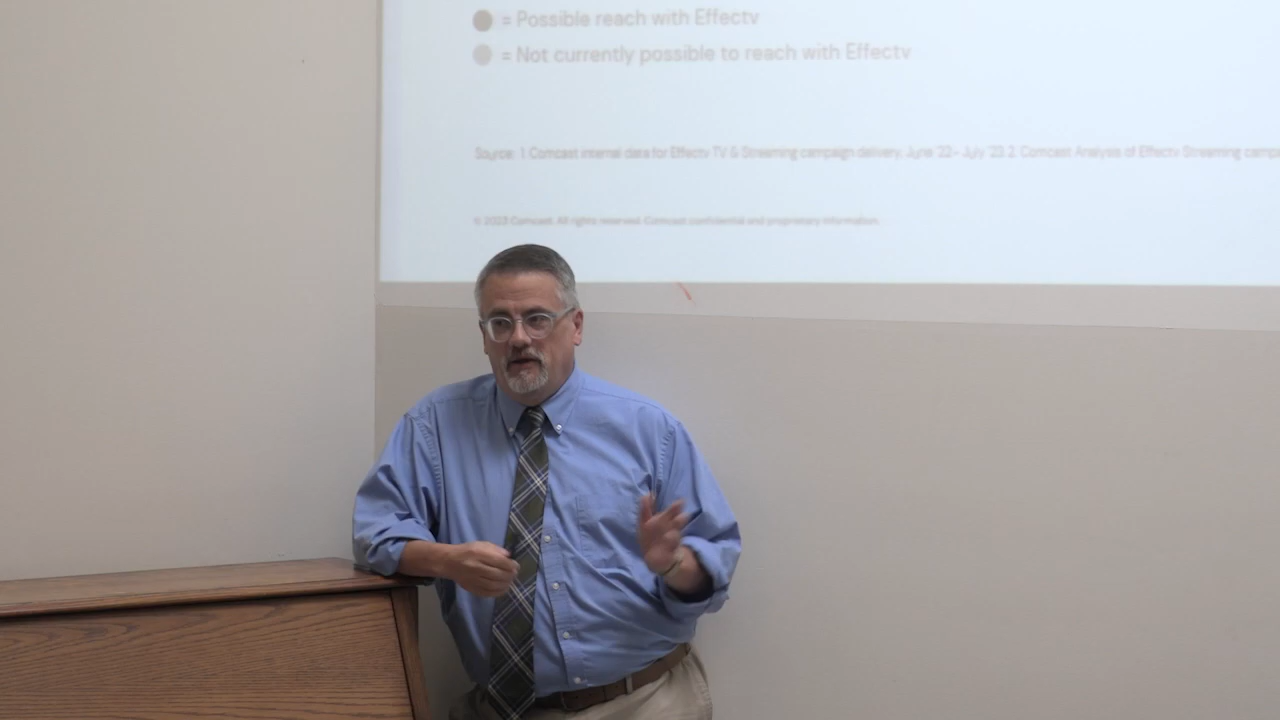 = Possible reach with Effectv
= Not currently possible to reach with Effectv
Source: 1. Comcast internal data for Effectv TV & Streaming campaign delivery, June '22 - July '23 2. Comcast Analysis of Effectv Streaming
© 2023 Comcast. All rights reserved. Comcast confidential and proprietary information.